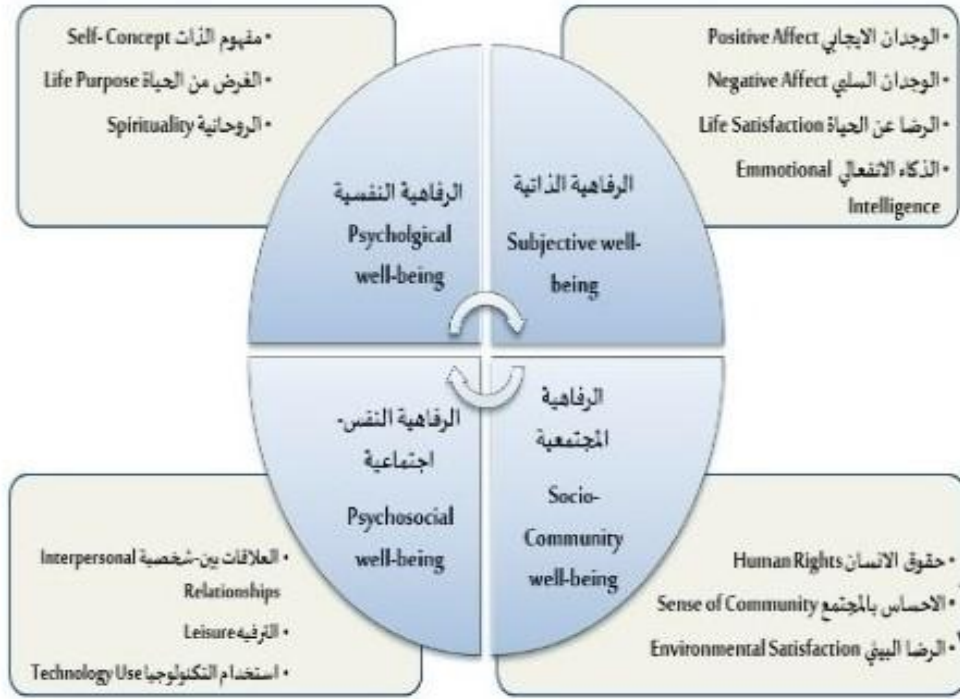 •مفهوم الذات Self- Concept
•الغرض من الحياة Life Purpose
•الروحانية Spirituality
•الوجدان الايجابي Positive Affect
•الوجدان السلبي Negative Affect
•الرضا عن الحياة Life Satisfaction
•الذكاء الانفعالي Emmotional
Intelligence
الرفاهية النفسية
Psycholgical
well-being
الرفاهية الذاتية
Subjective well-
being
الرفاهية النفس-
اجتماعية
Psychosocial
well-being
الرفاهية
المجتمعية
Socio-
Community
well-being
•العلاقات بين-شخصية Interpersonal
Relationships
•الترفيه Leisure
•استخدام التكنولوجيا Technology Use
•حقوق الانسان Human Rights
•الاحساس بالمجتمع Sense of Community
•الرضا البيئي Environmental Satisfaction